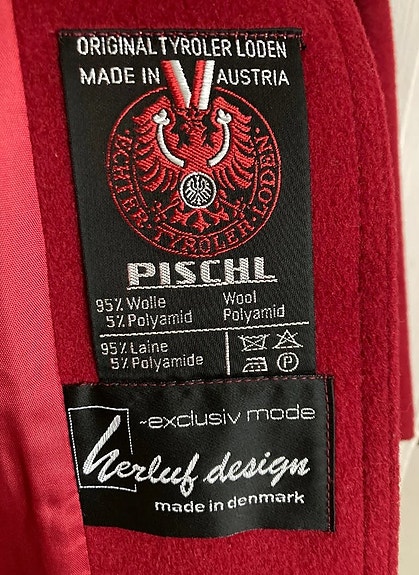 ORIGINAL TYROLER LODEN
MADE IN AUSTRIA
ECHTER·TYROLER·LODEN·
PISCHL
95% Wolle Wool
5% Polyamid Polyamid
95% Laine
5% Polyamide
P
~exclusiv mode
herluf design
made in denmark